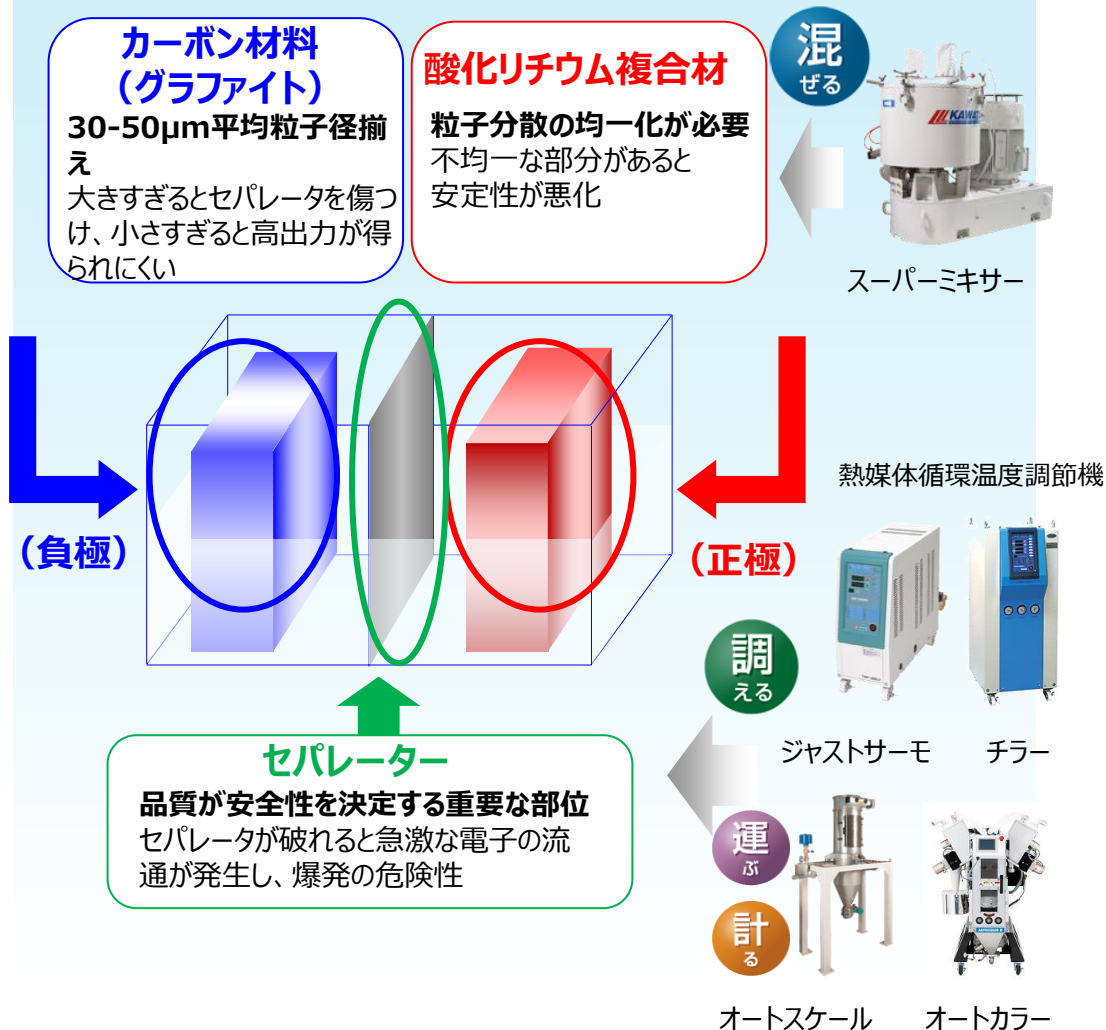 カーボン材料
（グラファイト）
30-50μm平均粒子径揃
え
大きすぎるとセパレータを傷つ
け、小さすぎると高出力が得
られにくい
酸化リチウム複合材
粒子分散の均一化が必要
不均一な部分があると
安定性が悪化
混
ぜる
KAWATA
スーパーミキサー
（負極）
（正極）
熱媒体循環温度調節機
調
える
ジャストサーモ
チラー
セパレーター
品質が安全性を決定する重要な部位
セパレータが破れると急激な電子の流
通が発生し、爆発の危険性
運
ぶ
計
る
オートスケール
オートカラー